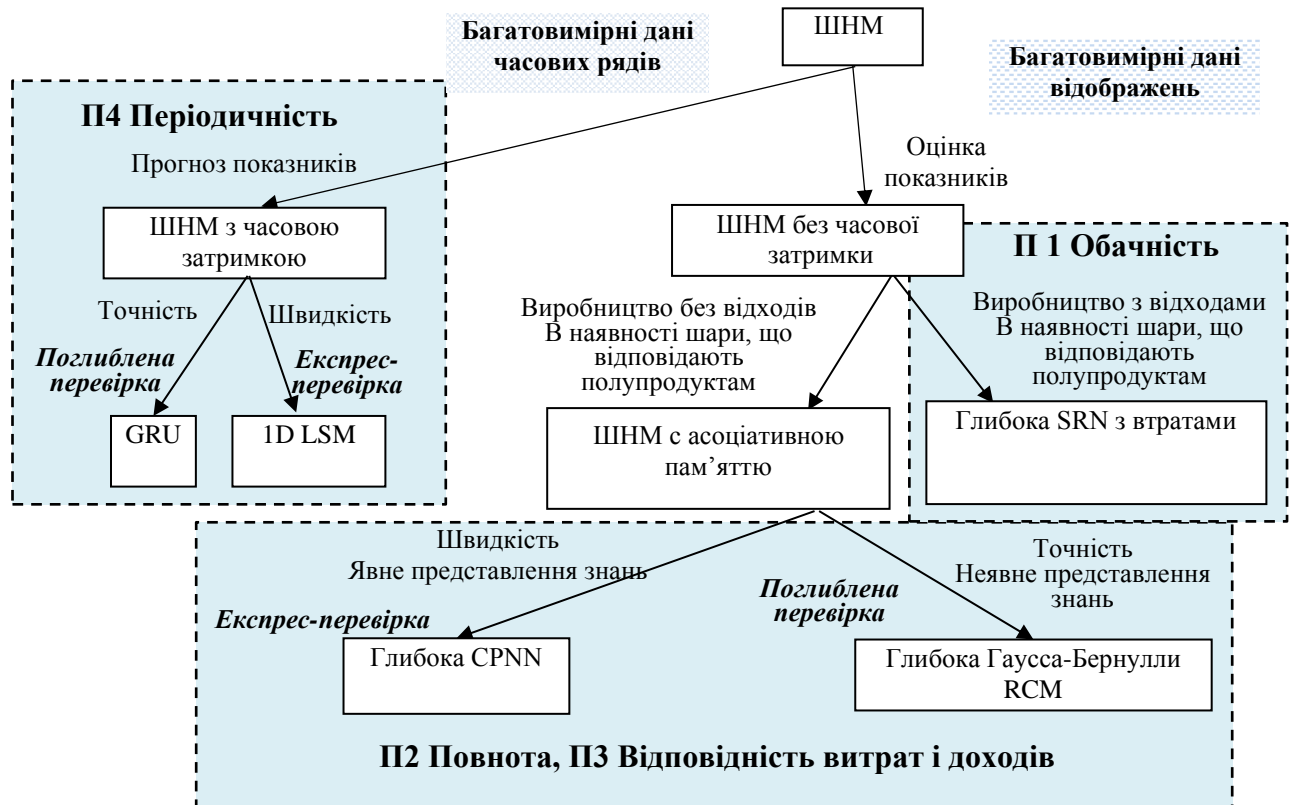 ШНМ
Багатовимірні дані
часових рядів
Багатовимірні дані
відображень
П4 Періодичність
Прогноз показників
Оцінка
показників
ШНМ з часовою
затримкою
ШНМ без часової
затримки
П 1 Обачність
Точність
Швидкість
Поглиблена
перевірка
Експрес-
перевірка
GRU
1D LSM
Виробництво без відходів
В наявності шари, що
відповідають
полупродуктам
Виробництво з відходами
В наявності шари, що
відповідають
полупродуктам
ШНМ с асоціативною
пам’яттю
Глибока SRN з втратами
Швидкість
Явне представлення знань
Експрес-перевірка
Точність
Неявне представлення
знань
Поглиблена
перевірка
Глибока CPNN
Глибока Гаусса-Бернулли
RCM
П2 Повнота, П3 Відповідність витрат і доходів